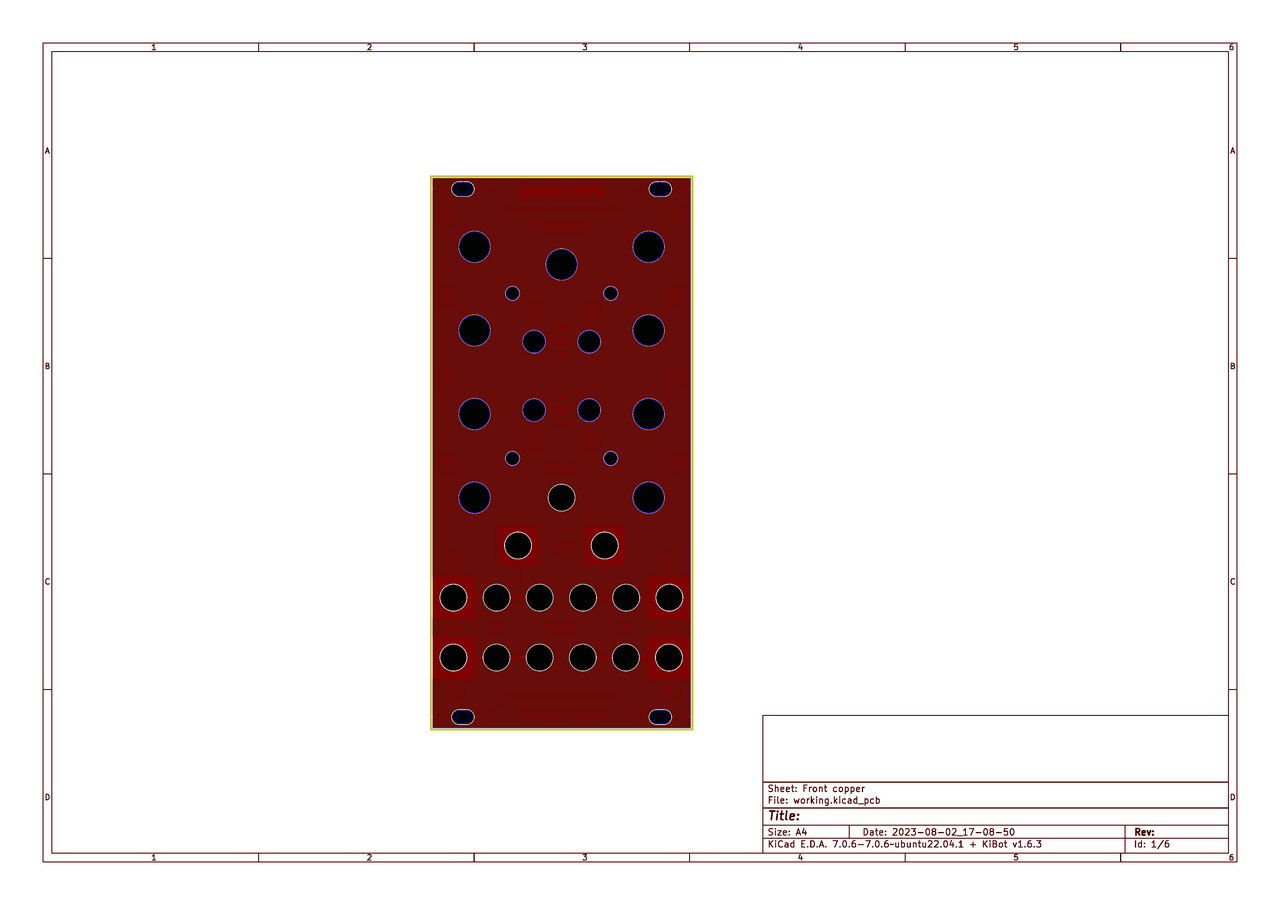 1 2 3 4 5 6
A A
B B
C C
D D
Sheet: Front copper
File: working.kicad_pcb
Title:
Size: A4 Date: 2023-08-02_17-08-50 Rev:
KiCad E.D.A. 7.0.6-7.0.6~ubuntu22.04.1 + KiBot v1.6.3 Id: 1/6
1 2 3 4 5 6